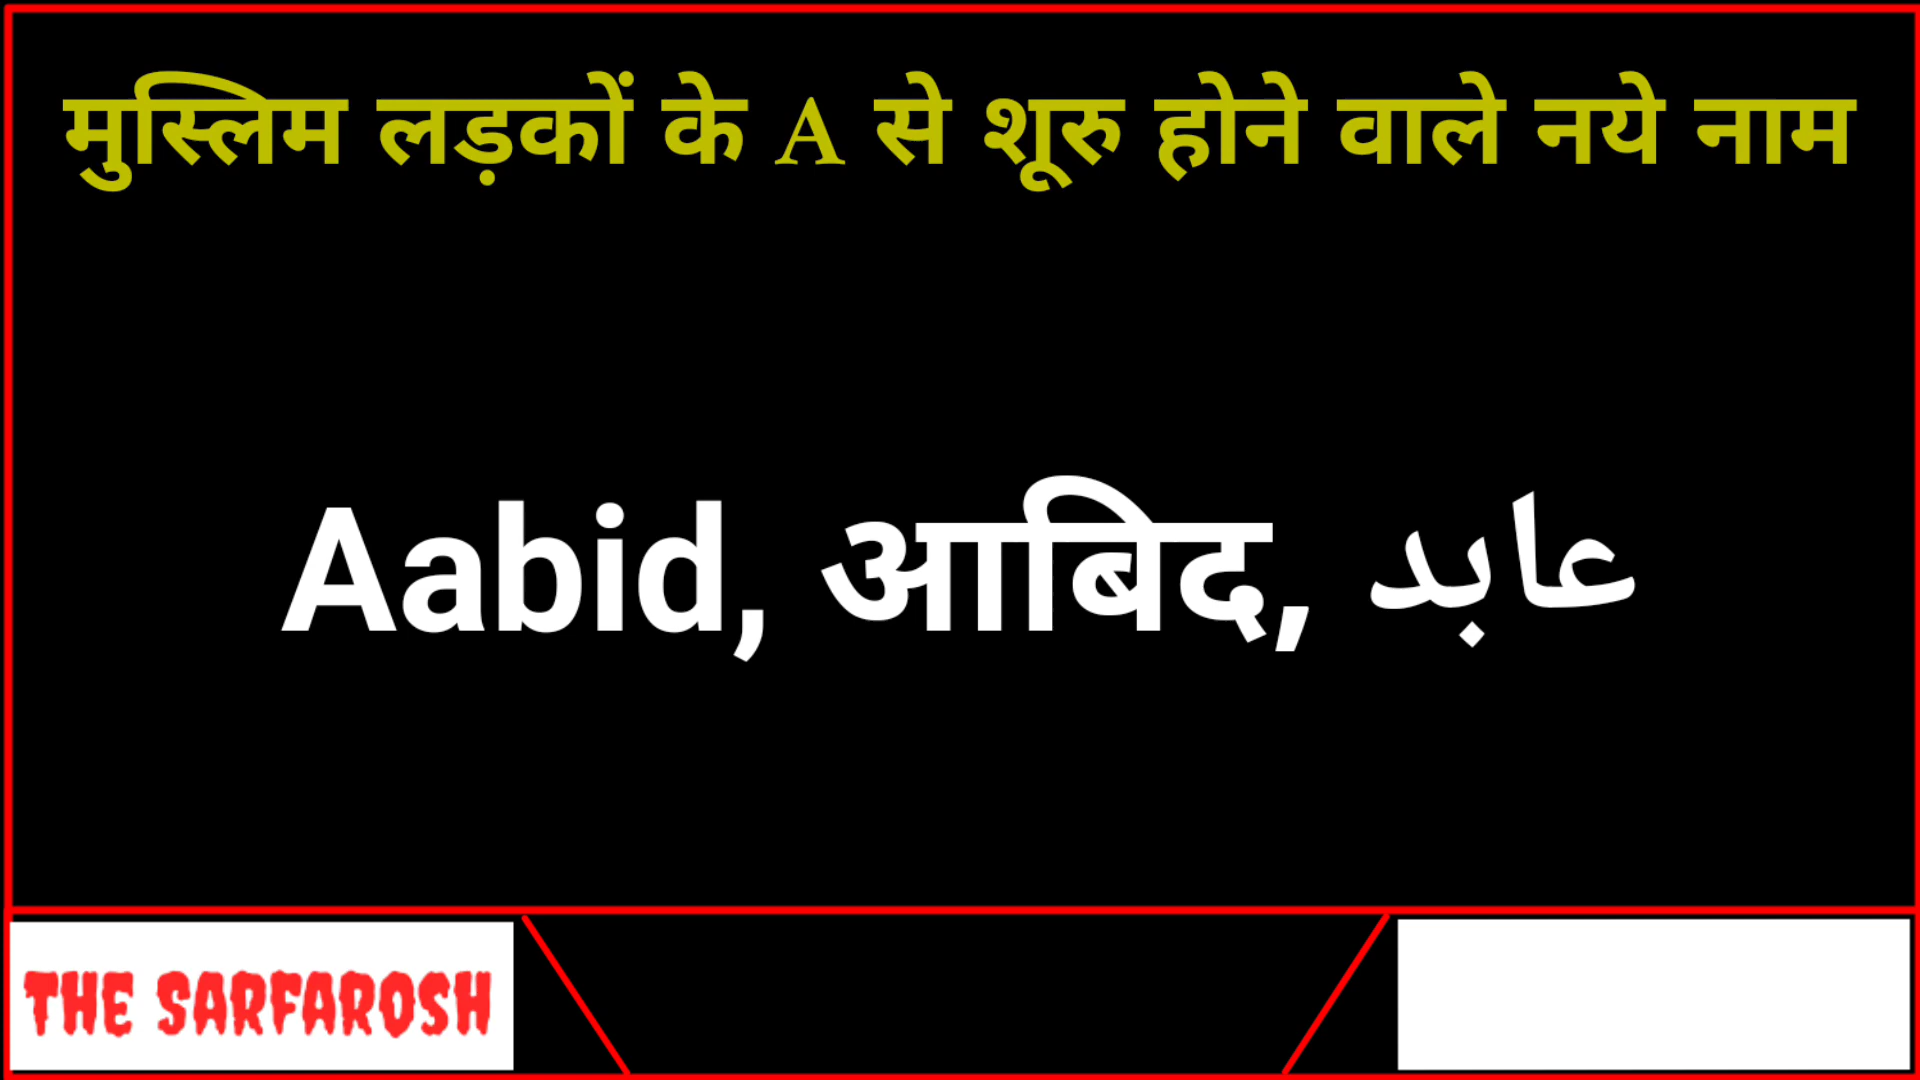 मुस्लिम लड़कों के A से शूरु होने वाले नये नाम
Aabid, आबिद, عابد
THE SARFAROSH